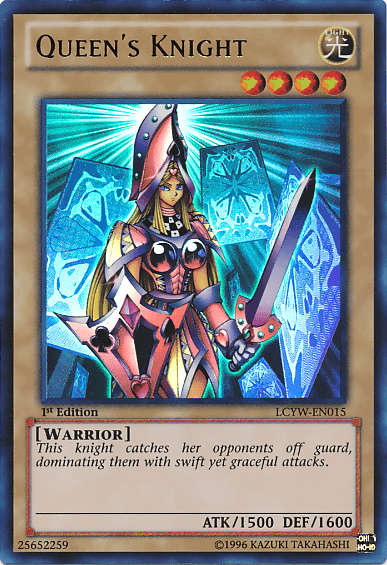 QUEEN'S KNIGHT
LIGHT
光
1st Edition
LCYW-EN015
[WARRIOR]
This knight catches her opponents off guard,
dominating them with swift yet graceful attacks.
ATK/1500 DEF/1600
25652259
©1996 KAZUKI TAKAHASHI